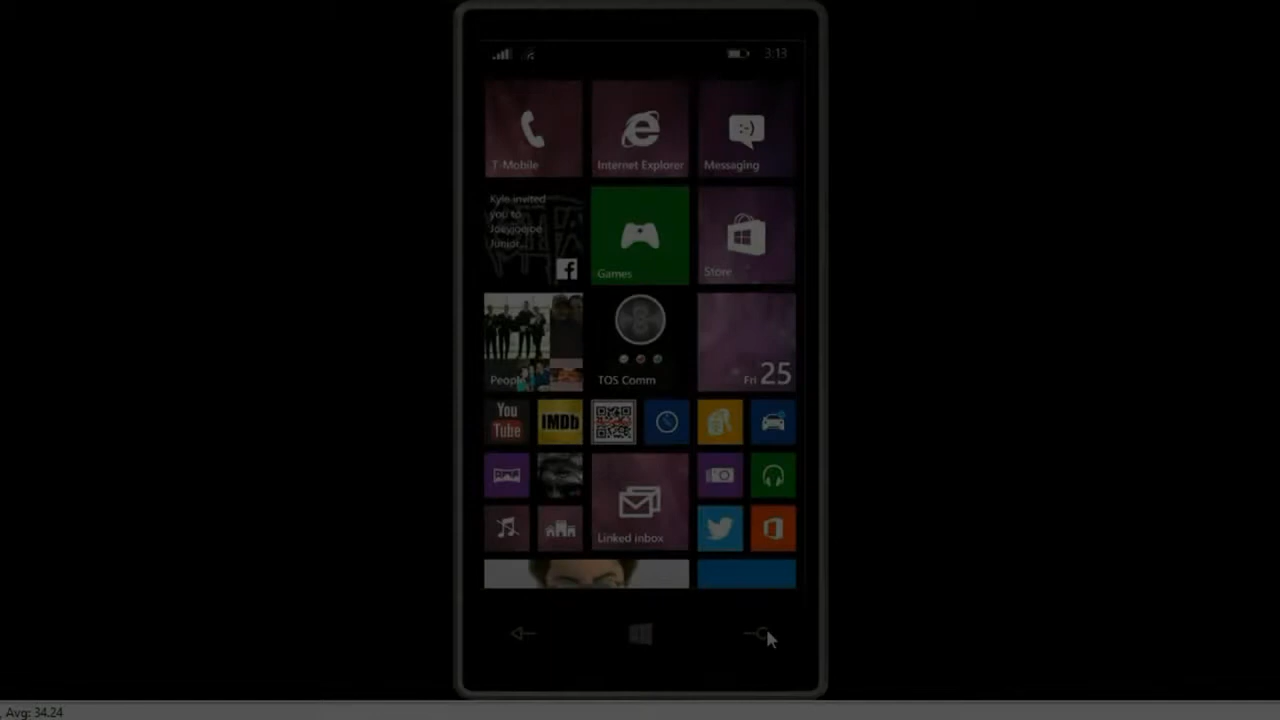 3:13
T-Mobile
Internet Explorer
Messaging
Kyle invited
you to
Joeyjoejoe
Junior...
Games
Store
People
TOS Comm
Fri 25
You
Tube
IMDb
Linked inbox
, Avg: 34.24